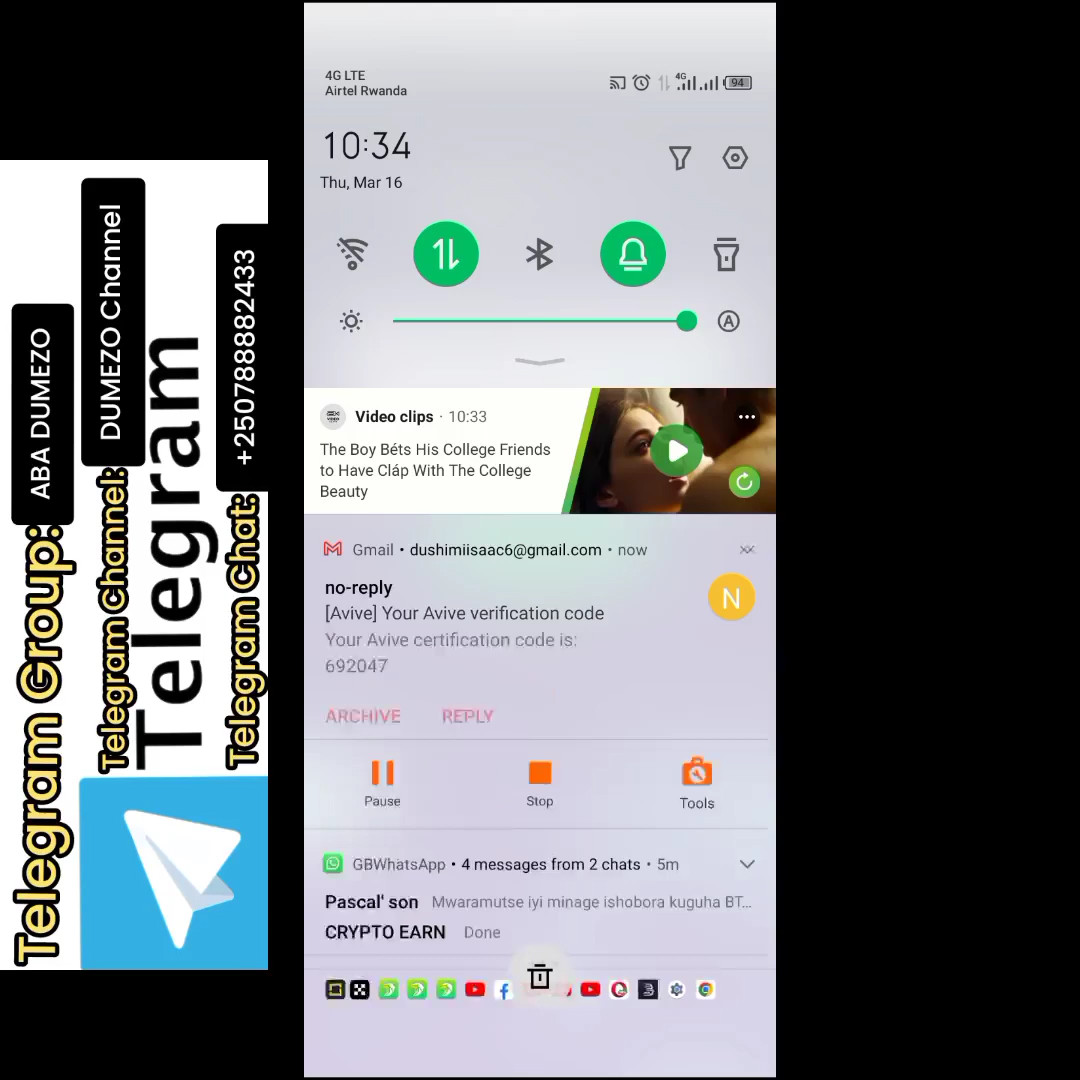 Telegram Group:
ABA DUMEZO
Telegram Channel:
DUMEZO Channel
Telegram
Telegram Chat:
+250788882433
4G LTE
Airtel Rwanda
4G
94
10:34
Thu, Mar 16
A
Video clips · 10:33
The Boy Béts His College Friends
to Have Cláp With The College
Beauty
Gmail • dushimiisaac6@gmail.com • now
no-reply
N
[Avive] Your Avive verification code
Your Avive certification code is:
692047
ARCHIVE REPLY
Pause Stop Tools
GBWhatsApp • 4 messages from 2 chats • 5m
Pascal' son Mwaramutse iyi minage ishobora kuguha BT...
CRYPTO EARN Done